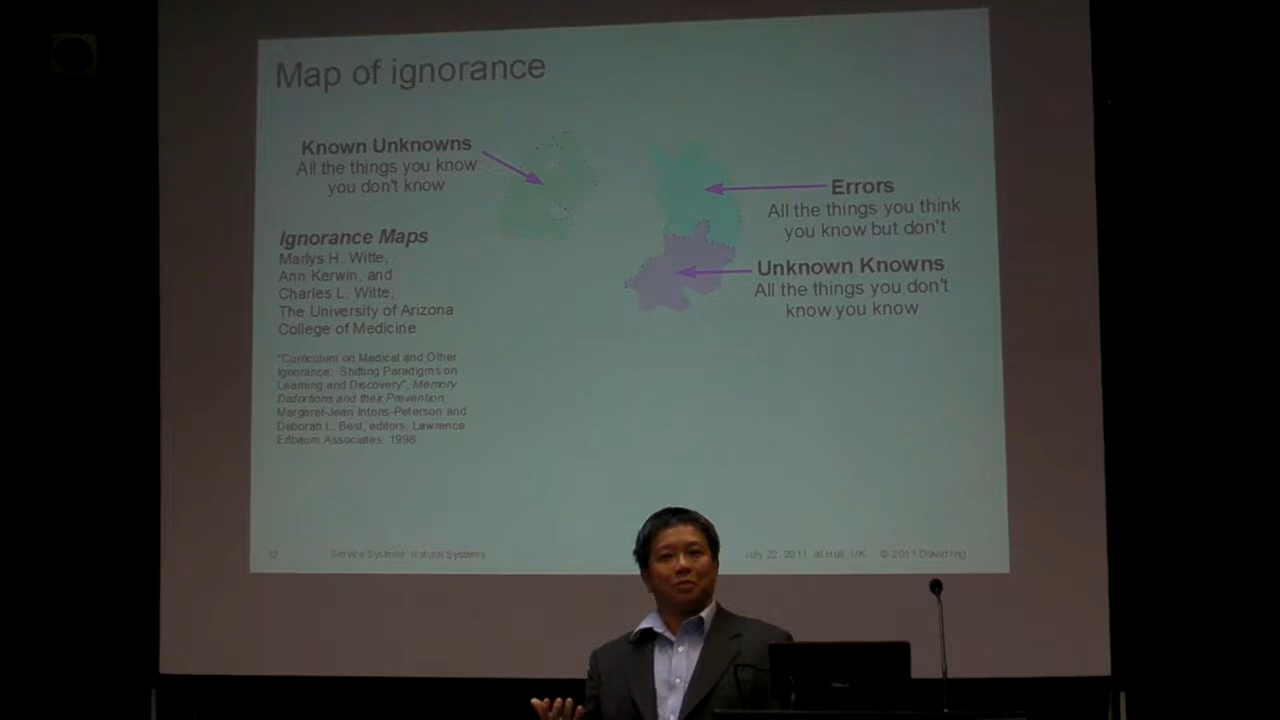 Map of ignorance
Known Unknowns
All the things you know
you don't know
Errors
All the things you think
you know but don't
Unknown Knowns
All the things you don't
know you know
Ignorance Maps
Marlys H. Witte,
Ann Kerwin, and
Charles L. Witte,
The University of Arizona
College of Medicine
"Curriculum on Medical and Other
Ignorance: Shifting Paradigms on
Learning and Discovery", Memory
Distortions and their Prevention,
Margaret-Jean Intons-Peterson and
Deborah L. Best, editors, Lawrence
Erlbaum Associates, 1998
Service Systems, Natural Systems
July 22, 2011, at Hull, UK © 2011 David Ing